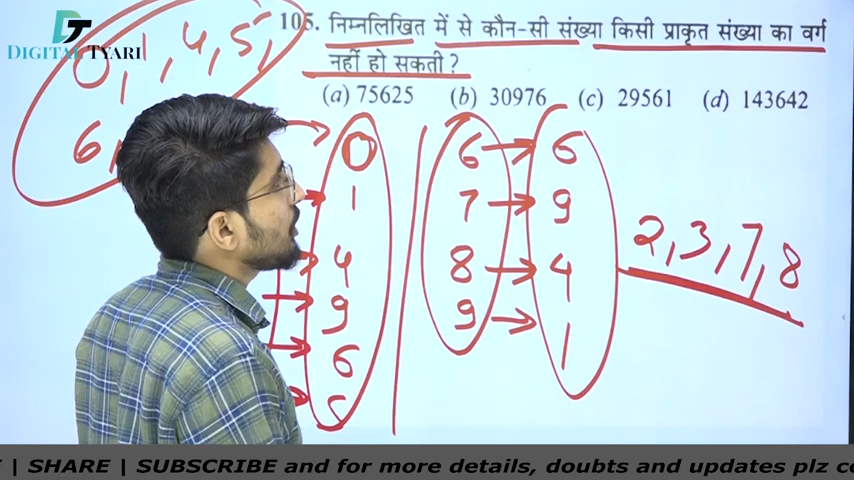 DIGITAL TYARI
105. निम्नलिखित में से कौन-सी संख्या किसी प्राकृत संख्या का वर्ग
नहीं हो सकती ?
(a) 75625 (b) 30976 (c) 29561 (d) 143642
0, 1, 4, 5,
6,
0
1
4
9
6
5
6 → 6
7 → 9
8 → 4
9 → 1
2, 3, 7, 8
| SHARE | SUBSCRIBE and for more details, doubts and updates plz